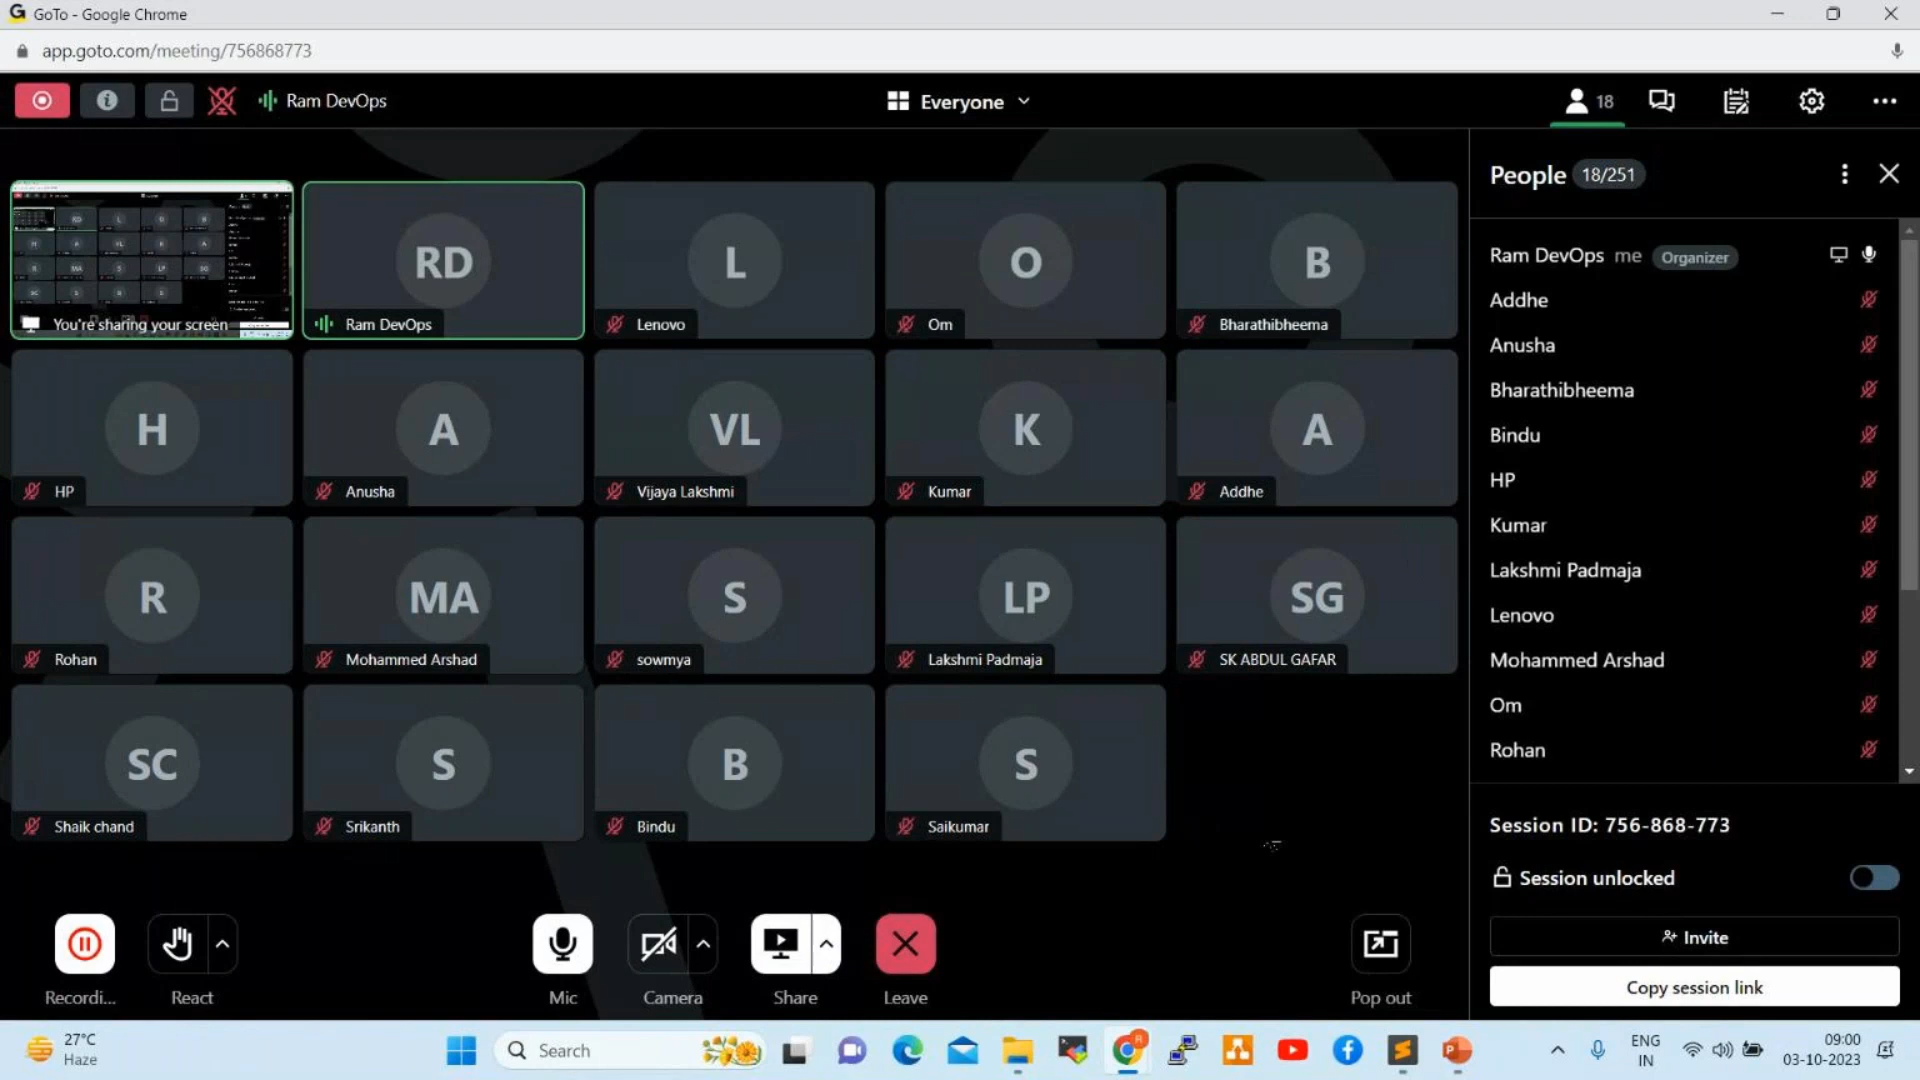 GoTo - Google Chrome
app.goto.com/meeting/756868773
Ram DevOps
Everyone
18
People 18/251
You're sharing your screen
RD
Ram DevOps
L
Lenovo
O
Om
B
Bharathibheema
H
HP
A
Anusha
VL
Vijaya Lakshmi
K
Kumar
A
Addhe
R
Rohan
MA
Mohammed Arshad
S
sowmya
LP
Lakshmi Padmaja
SG
SK ABDUL GAFAR
SC
Shaik chand
S
Srikanth
B
Bindu
S
Saikumar
Ram DevOps me Organizer
Addhe
Anusha
Bharathibheema
Bindu
HP
Kumar
Lakshmi Padmaja
Lenovo
Mohammed Arshad
Om
Rohan
Session ID: 756-868-773
Session unlocked
Invite
Copy session link
Recordi...
React
Mic
Camera
Share
Leave
Pop out
27°C
Haze
Search
ENG
IN
09:00
03-10-2023